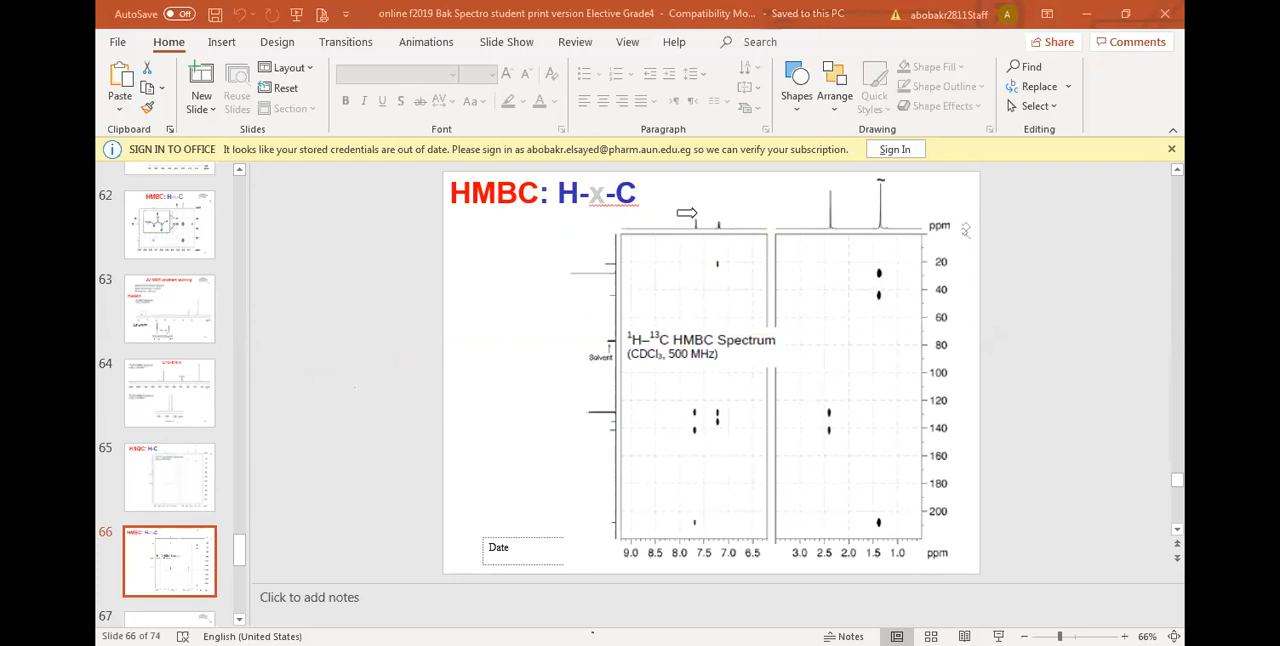 AutoSave Off
online f2019 Bak Spectro student print version Elective Grade4 - Compatibility Mo... - Saved to this PC
abobakr2811Staff A
File Home Insert Design Transitions Animations Slide Show Review View Help Search Share Comments
Paste
New Slide
Reuse Slides
Layout
Reset
Section
B I U S ab AV Aa A
Shapes Arrange Quick Styles
Shape Fill
Shape Outline
Shape Effects
Find
Replace
Select
Clipboard Slides Font Paragraph Drawing Editing
SIGN IN TO OFFICE It looks like your stored credentials are out of date. Please sign in as abobakr.elsayed@pharm.aun.edu.eg so we can verify your subscription. Sign In
62
HMBC: H-x-C
63
64
65
HSQC: H-C
66
HMBC: H-x-C
67
HMBC: H-x-C
~
ppm
20
40
60
80
100
120
140
160
180
200
¹H–¹³C HMBC Spectrum
(CDCl₃, 500 MHz)
Solvent
9.0 8.5 8.0 7.5 7.0 6.5 3.0 2.5 2.0 1.5 1.0 ppm
Date
Click to add notes
Slide 66 of 74 English (United States) Notes 66%